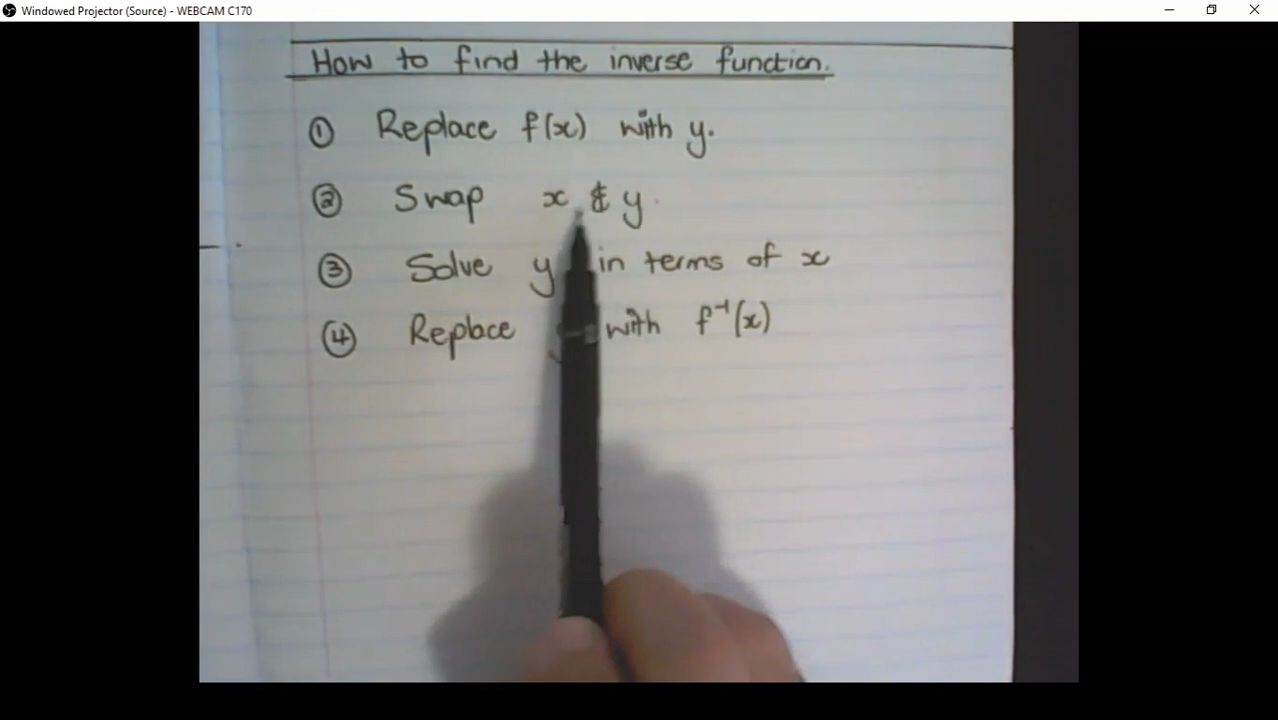 Windowed Projector (Source) - WEBCAM C170
How to find the inverse function.
① Replace f(x) with y.
② Swap x & y
③ Solve y in terms of x
④ Replace with f⁻¹(x)